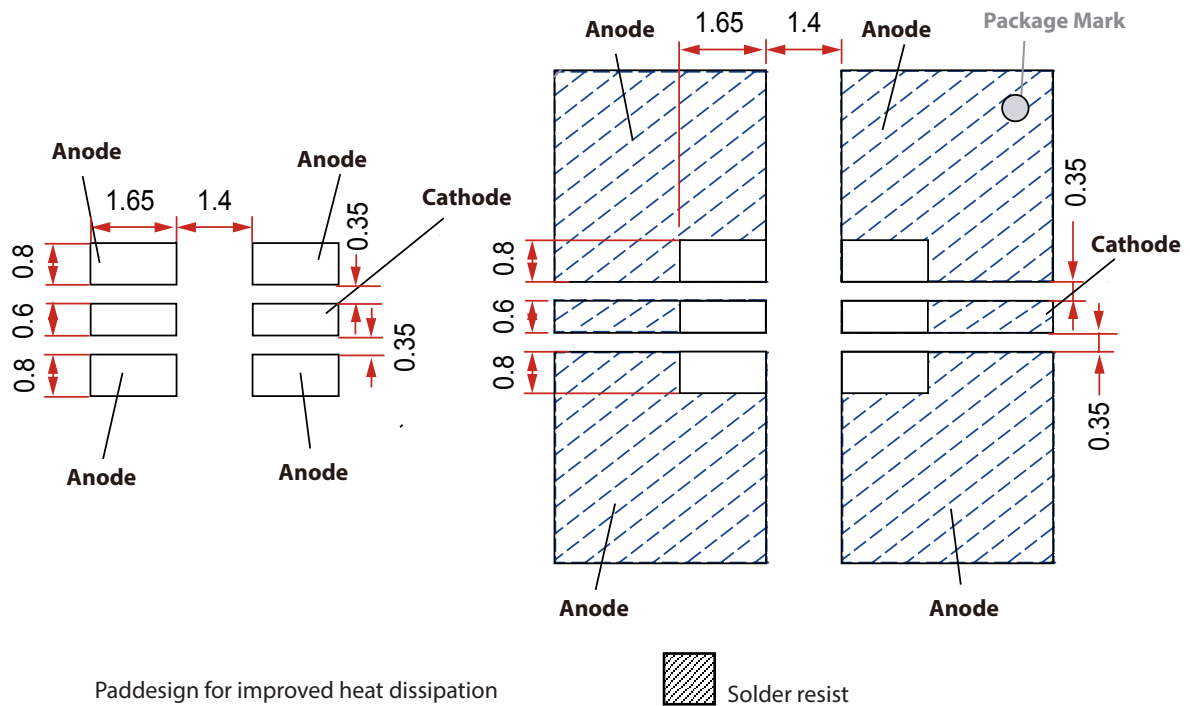 Anode
Anode
1.65
1.4
Cathode
0.35
0.8
0.6
0.35
0.8
Anode
Anode
Anode
1.65
1.4
Anode
Package Mark
0.35
0.8
Cathode
0.6
0.8
0.35
Anode
Anode
Paddesign for improved heat dissipation
Solder resist